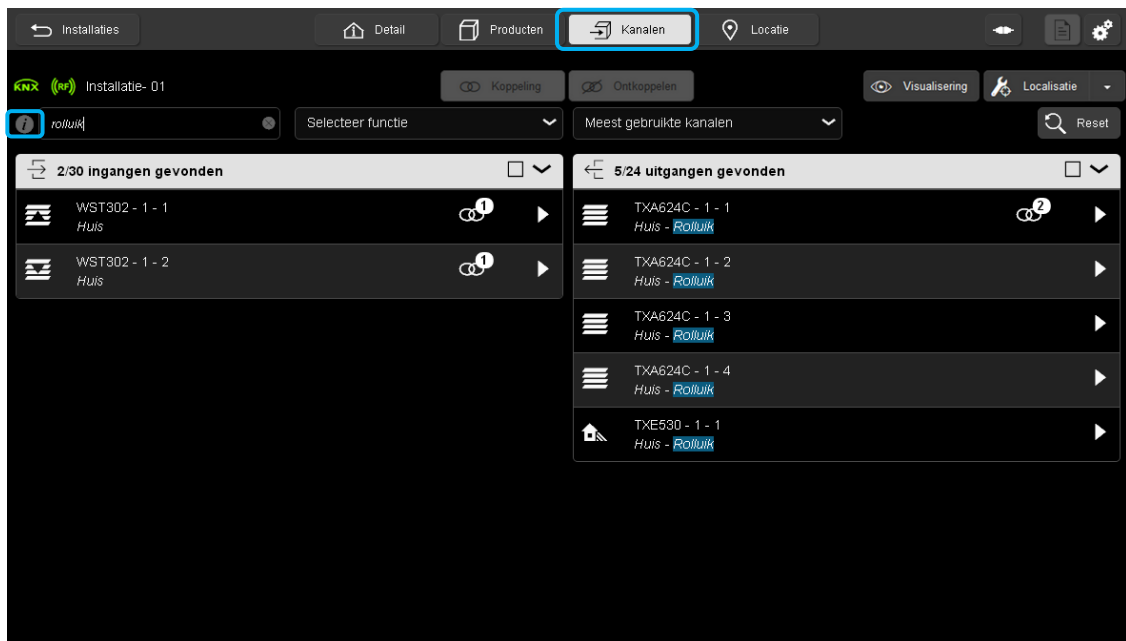 Installaties
Detail
Producten
Kanalen
Locatie
KNX ((RF)) Installatie- 01
Koppeling
Ontkoppelen
Visualisering
Localisatie
i rolluik
Selecteer functie
Meest gebruikte kanalen
Reset
2/30 ingangen gevonden
WST302 - 1 - 1
Huis
1
WST302 - 1 - 2
Huis
1
5/24 uitgangen gevonden
TXA624C - 1 - 1
Huis - Rolluik
2
TXA624C - 1 - 2
Huis - Rolluik
TXA624C - 1 - 3
Huis - Rolluik
TXA624C - 1 - 4
Huis - Rolluik
TXE530 - 1 - 1
Huis - Rolluik